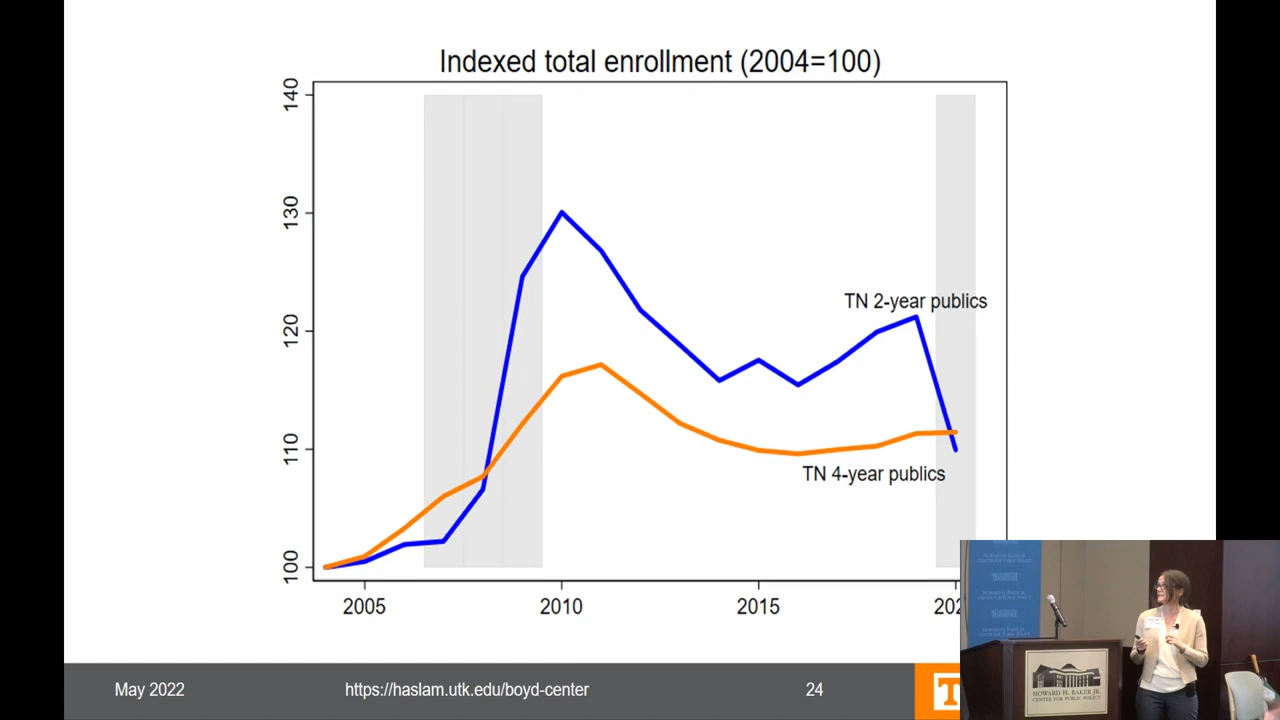 Indexed total enrollment (2004=100)
140
130
120
110
100
TN 2-year publics
TN 4-year publics
2005
2010
2015
202
May 2022
https://haslam.utk.edu/boyd-center
24
T
HOWARD H. BAKER JR.
CENTER FOR PUBLIC POLICY